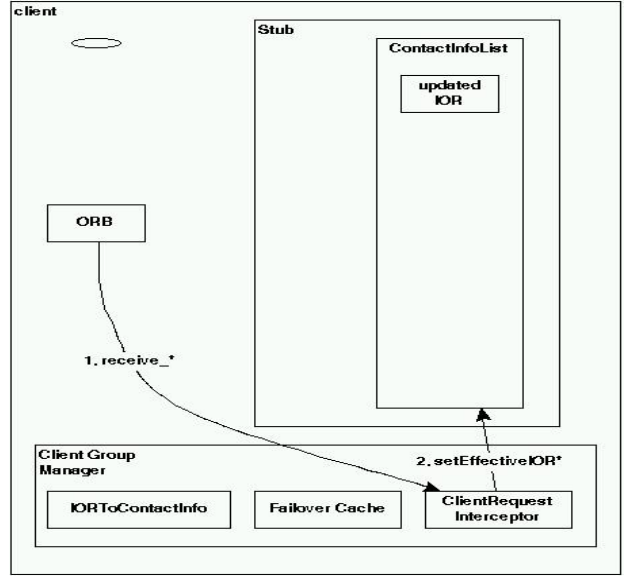 client
Stub
ContactInfoList
updated
IOR
ORB
1. receive_*
2. setEffectiveIOR*
Client Group
Manager
IORToContactInfo
Failover Cache
ClientRequest
Interceptor